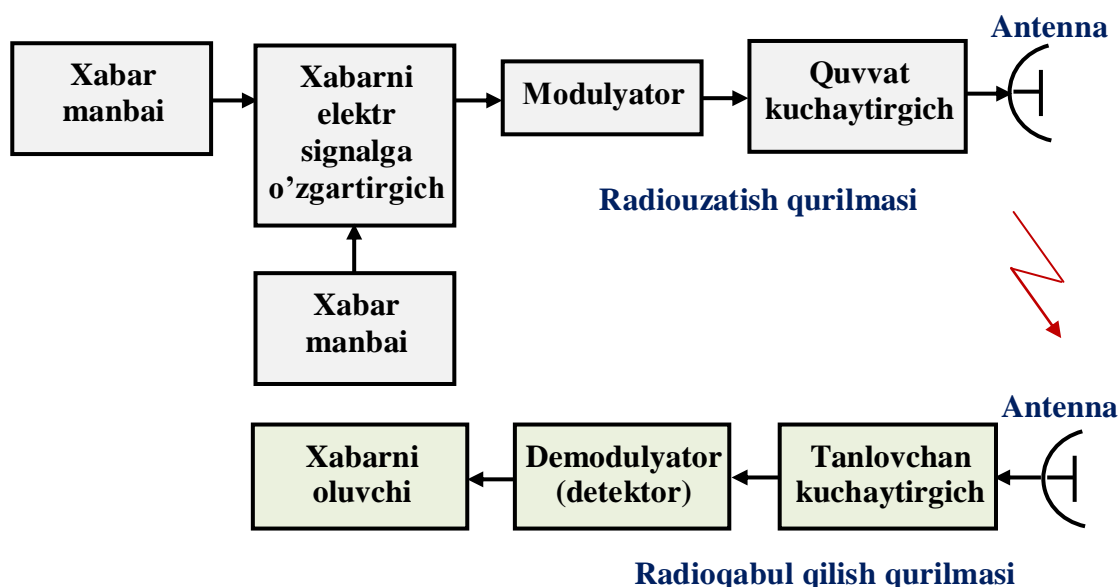 Antenna
Xabar
manbai
Xabarni
elektr
signalga
o’zgartirgich
Modulyator
Quvvat
kuchaytirgich
Radiouzatish qurilmasi
Xabar
manbai
Antenna
Xabarni
oluvchi
Demodulyator
(detektor)
Tanlovchan
kuchaytirgich
Radioqabul qilish qurilmasi